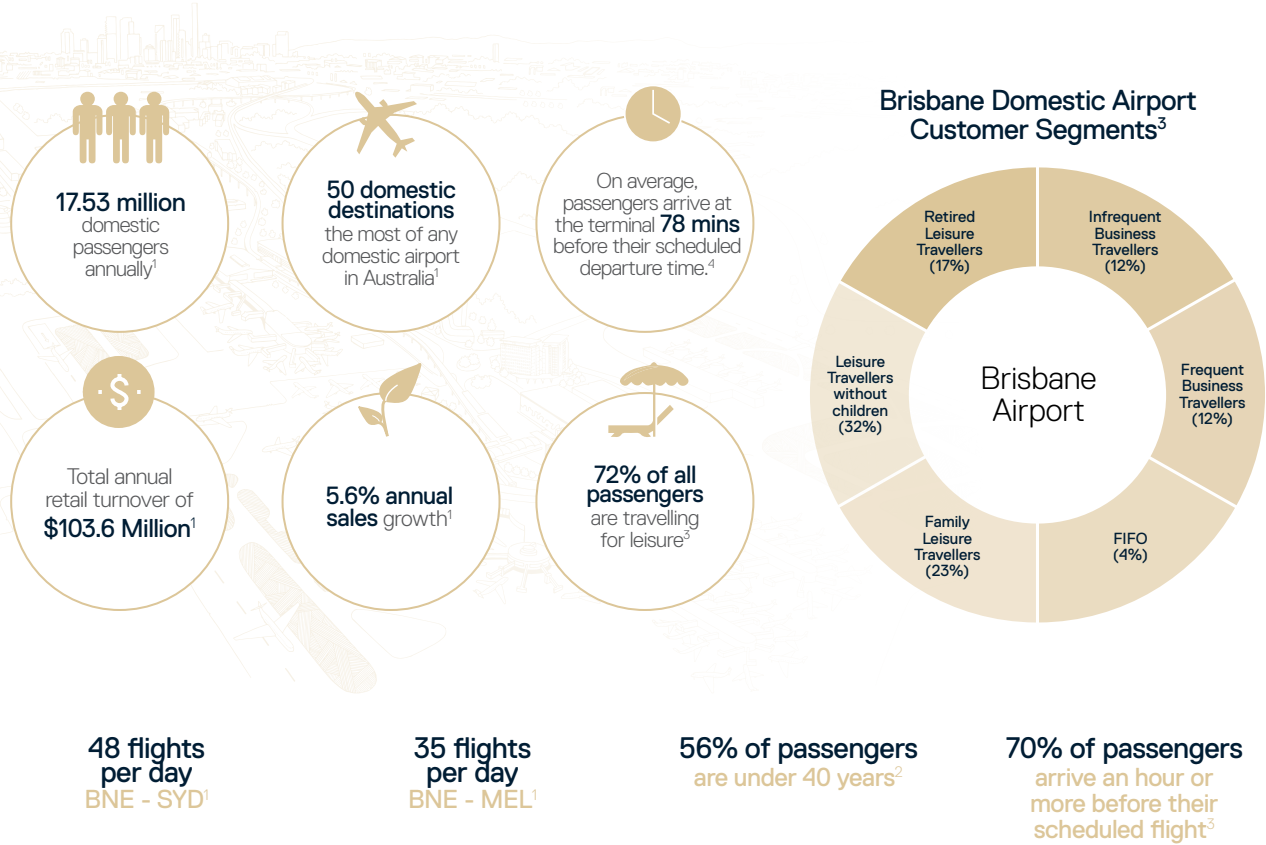 17.53 million
domestic
passengers
annually¹
50 domestic
destinations
the most of any
domestic airport
in Australia¹
On average,
passengers arrive at
the terminal 78 mins
before their scheduled
departure time.⁴
Total annual
retail turnover of
$103.6 Million¹
5.6% annual
sales growth¹
72% of all
passengers
are travelling
for leisure³
Brisbane Domestic Airport
Customer Segments³
Retired
Leisure
Travellers
(17%)
Infrequent
Business
Travellers
(12%)
Leisure
Travellers
without
children
(32%)
Brisbane
Airport
Frequent
Business
Travellers
(12%)
Family
Leisure
Travellers
(23%)
FIFO
(4%)
48 flights
per day
BNE - SYD¹
35 flights
per day
BNE - MEL¹
56% of passengers
are under 40 years²
70% of passengers
arrive an hour or
more before their
scheduled flight³